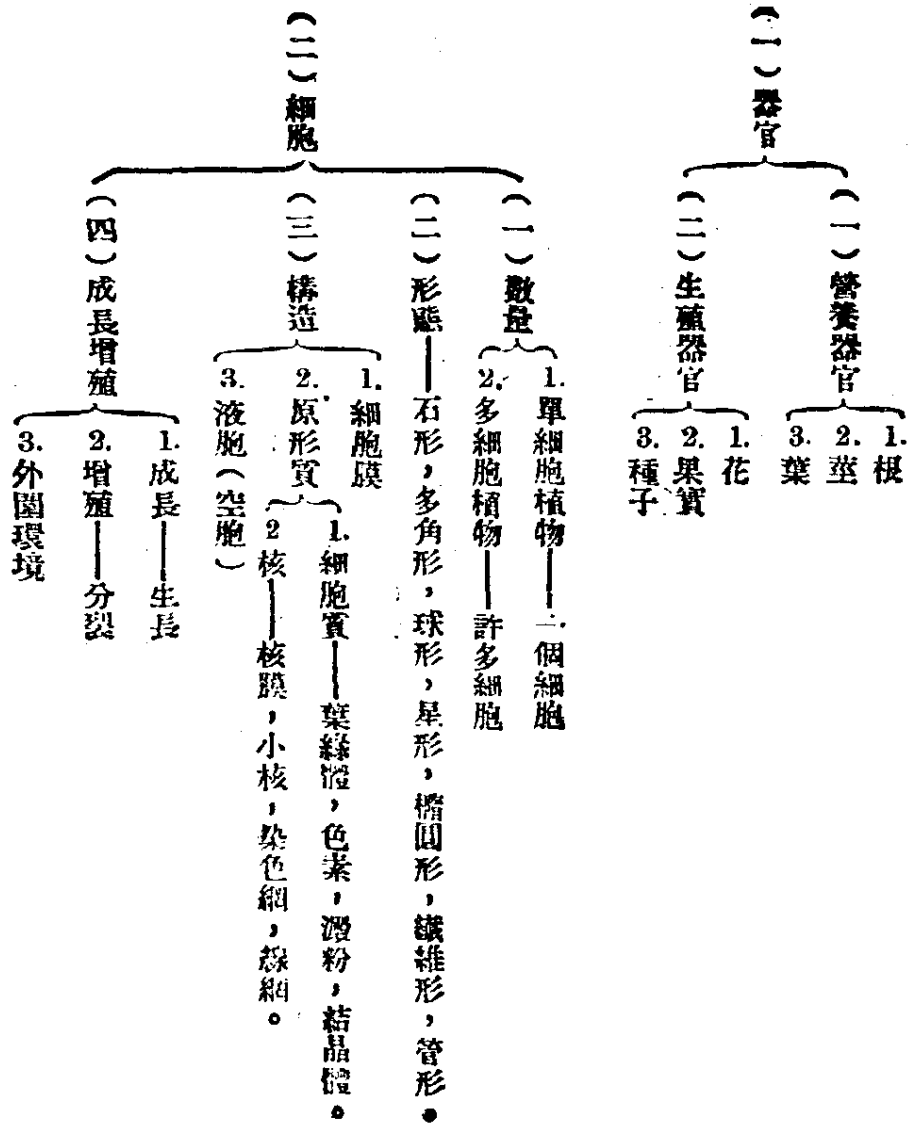 （一）器官
（一）營養器官
1. 根
2. 莖
3. 葉
（二）生殖器官
1. 花
2. 果實
3. 種子
（二）細胞
（一）數量
1. 單細胞植物——一個細胞
2. 多細胞植物——許多細胞
（二）形態——石形，多角形，球形，星形，橢圓形，纖維形，管形。
（三）構造
1. 細胞膜
2. 原形質
1. 細胞質——葉綠體，色素，澱粉，結晶體。
2 核——核膜，小核，染色網，線網。
3. 液胞（空胞）
（四）成長增殖
1. 成長——生長
2. 增殖——分裂
3. 外圍環境